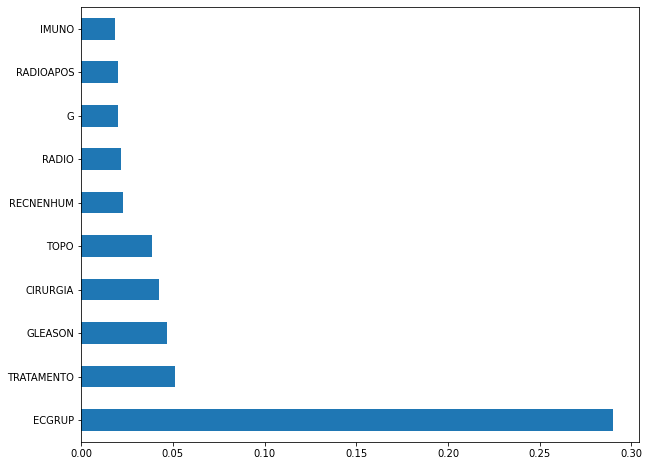 IMUNO
RADIOAPOS
G
RADIO
RECNENHUM
TOPO
CIRURGIA
GLEASON
TRATAMENTO
ECGRUP
0.00 0.05 0.10 0.15 0.20 0.25 0.30